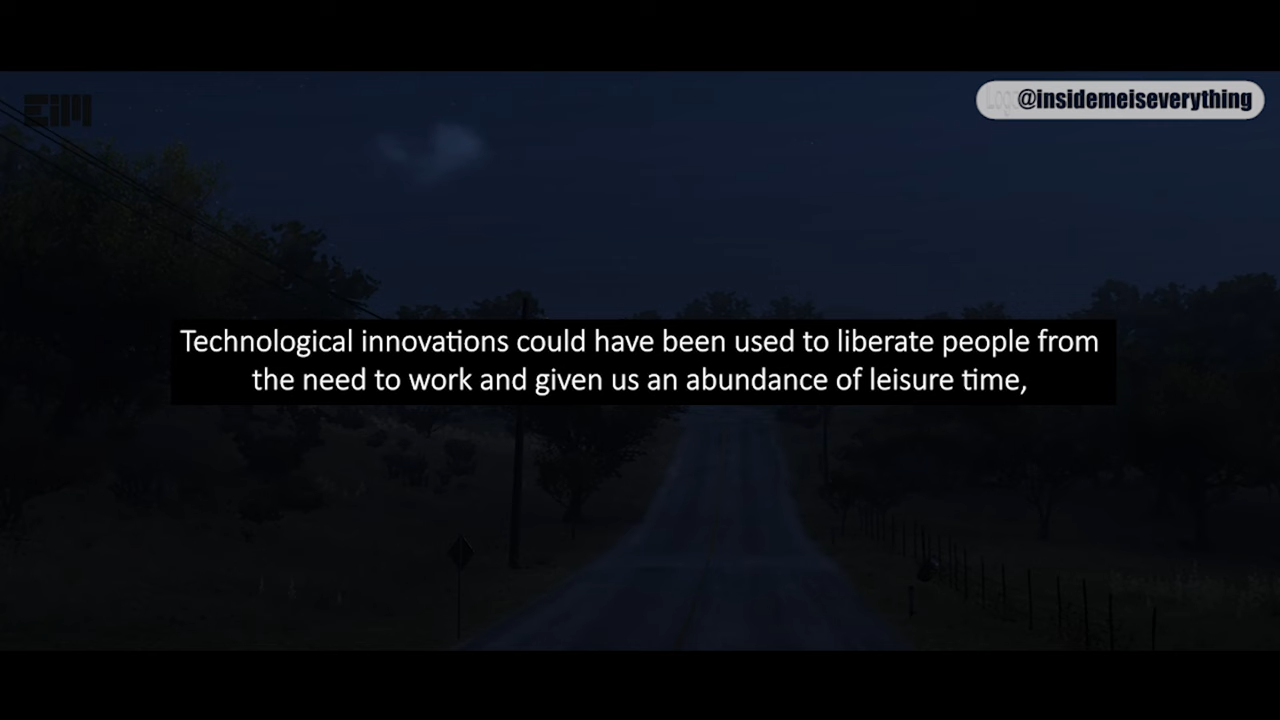 EiM
@insidemeiseverything
Technological innovations could have been used to liberate people from
the need to work and given us an abundance of leisure time,